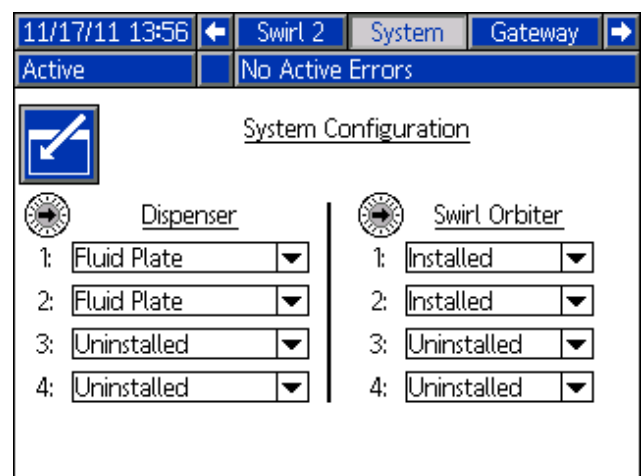 11/17/11 13:56 Swirl 2 System Gateway
Active No Active Errors
System Configuration
Dispenser Swirl Orbiter
1: Fluid Plate 1: Installed
2: Fluid Plate 2: Installed
3: Uninstalled 3: Uninstalled
4: Uninstalled 4: Uninstalled